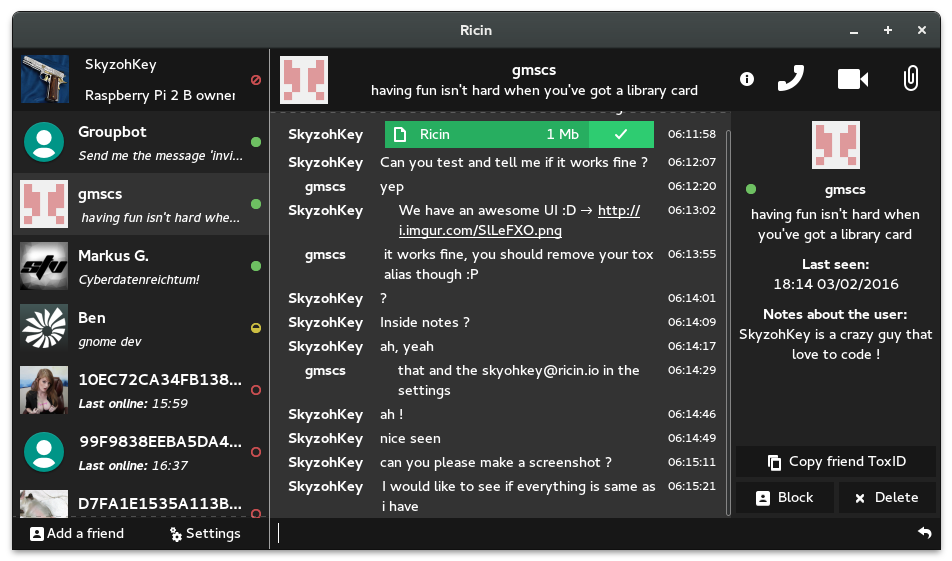 Ricin
SkyzohKey
Raspberry Pi 2 B owner
Groupbot
Send me the message 'invi...
gmscs
having fun isn't hard whe...
Markus G.
Cyberdatenreichtum!
Ben
gnome dev
10EC72CA34FB138...
Last online: 15:59
99F9838EEBA5DA4...
Last online: 16:37
D7FA1E1535A113B...
Add a friend
Settings
gmscs
having fun isn't hard when you've got a library card
SkyzohKey Ricin 1 Mb 06:11:58
SkyzohKey Can you test and tell me if it works fine ? 06:12:07
gmscs yep 06:12:20
SkyzohKey We have an awesome UI :D → http:// 06:13:02
i.imgur.com/SlLeFXO.png
gmscs it works fine, you should remove your tox 06:13:55
alias though :P
SkyzohKey ? 06:14:01
SkyzohKey Inside notes ? 06:14:09
SkyzohKey ah, yeah 06:14:17
gmscs that and the skyohkey@ricin.io in the 06:14:29
settings
SkyzohKey ah ! 06:14:46
SkyzohKey nice seen 06:14:49
SkyzohKey can you please make a screenshot ? 06:15:11
SkyzohKey I would like to see if everything is same as 06:15:21
i have
gmscs
having fun isn't hard when
you've got a library card
Last seen:
18:14 03/02/2016
Notes about the user:
SkyzohKey is a crazy guy that
love to code !
Copy friend ToxID
Block
Delete